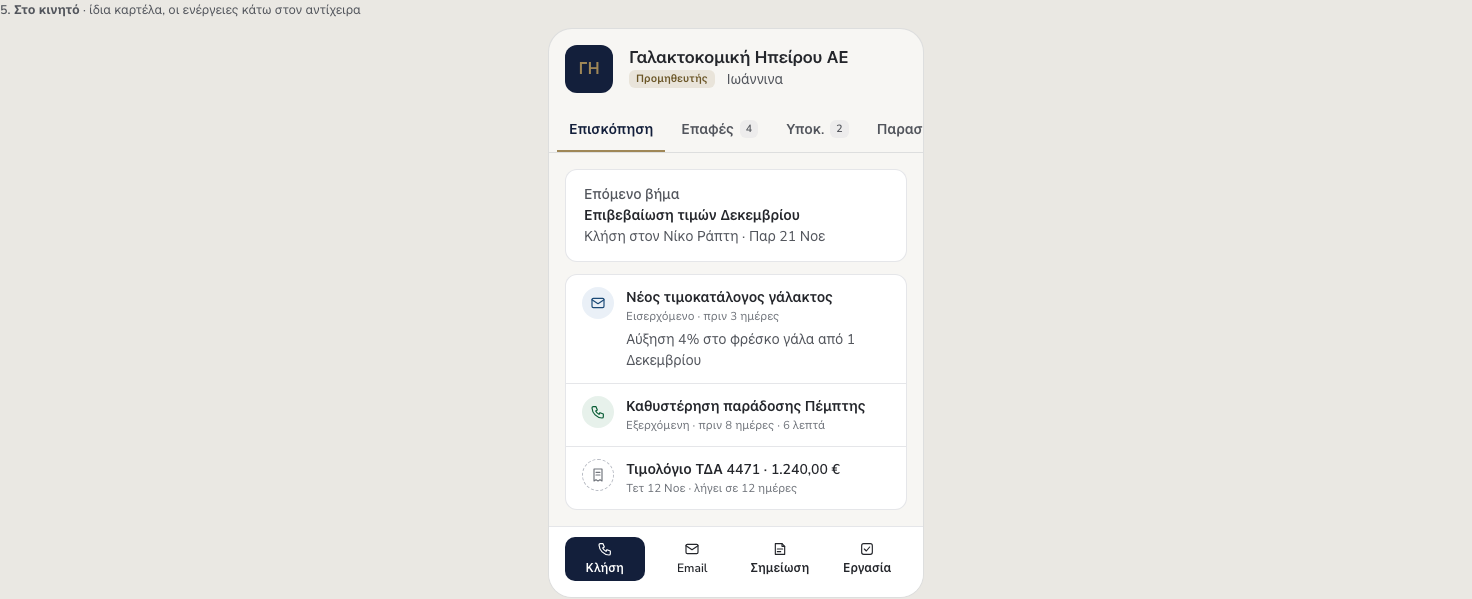 5. Στο κινητό · ίδια καρτέλα, οι ενέργειες κάτω στον αντίχειρα
ΓΗ
Γαλακτοκομική Ηπείρου ΑΕ
Προμηθευτής Ιωάννινα
Επισκόπηση Επαφές 4 Υποκ. 2 Παρασ
Επόμενο βήμα
Επιβεβαίωση τιμών Δεκεμβρίου
Κλήση στον Νίκο Ράπτη · Παρ 21 Νοε
Νέος τιμοκατάλογος γάλακτος
Εισερχόμενο · πριν 3 ημέρες
Αύξηση 4% στο φρέσκο γάλα από 1
Δεκεμβρίου
Καθυστέρηση παράδοσης Πέμπτης
Εξερχόμενη · πριν 8 ημέρες · 6 λεπτά
Τιμολόγιο ΤΔΑ 4471 · 1.240,00 €
Τετ 12 Νοε · λήγει σε 12 ημέρες
Κλήση Email Σημείωση Εργασία